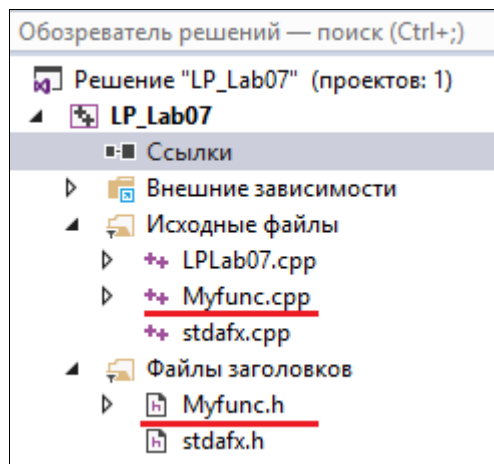 Обозреватель решений — поиск (Ctrl+;)
Решение "LP_Lab07" (проектов: 1)
LP_Lab07
Ссылки
Внешние зависимости
Исходные файлы
LPLab07.cpp
Myfunc.cpp
stdafx.cpp
Файлы заголовков
Myfunc.h
stdafx.h